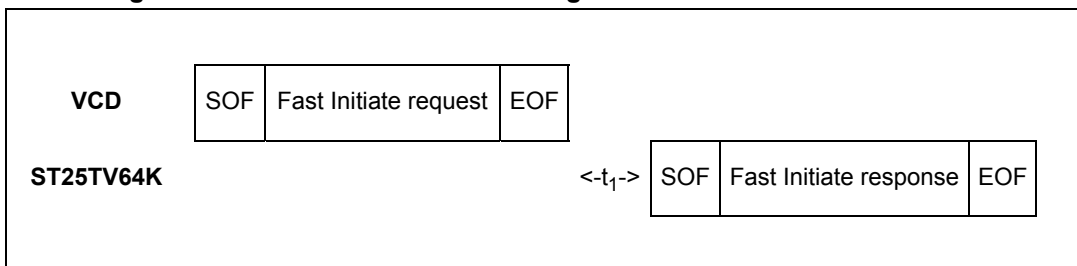 VCD SOF Fast Initiate request EOF
ST25TV64K <-t₁-> SOF Fast Initiate response EOF